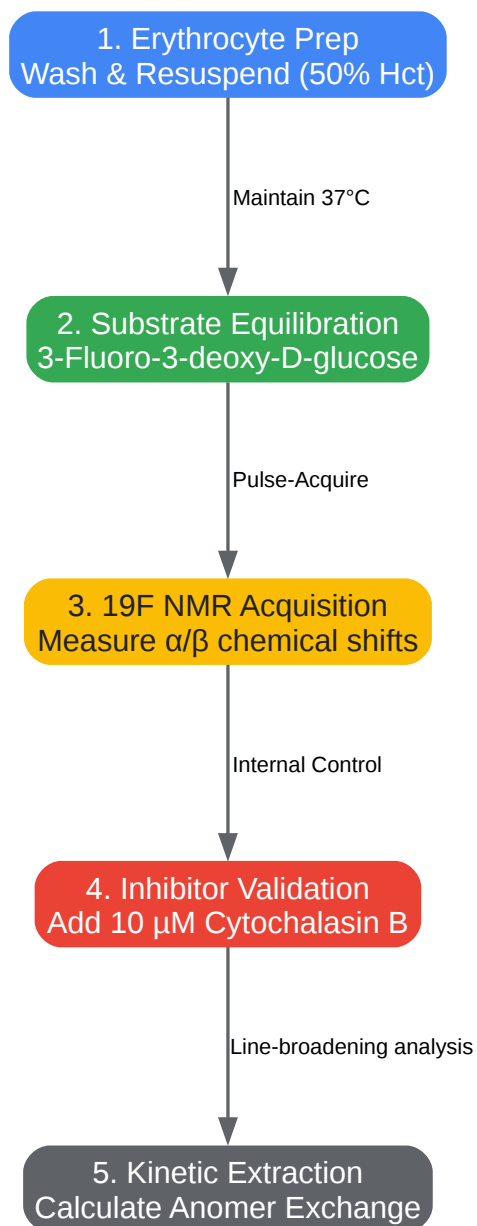 1. Erythrocyte Prep
Wash & Resuspend (50% Hct)
Maintain 37°C
2. Substrate Equilibration
3-Fluoro-3-deoxy-D-glucose
Pulse-Acquire
3. 19F NMR Acquisition
Measure α/β chemical shifts
Internal Control
4. Inhibitor Validation
Add 10 µM Cytochalasin B
Line-broadening analysis
5. Kinetic Extraction
Calculate Anomer Exchange